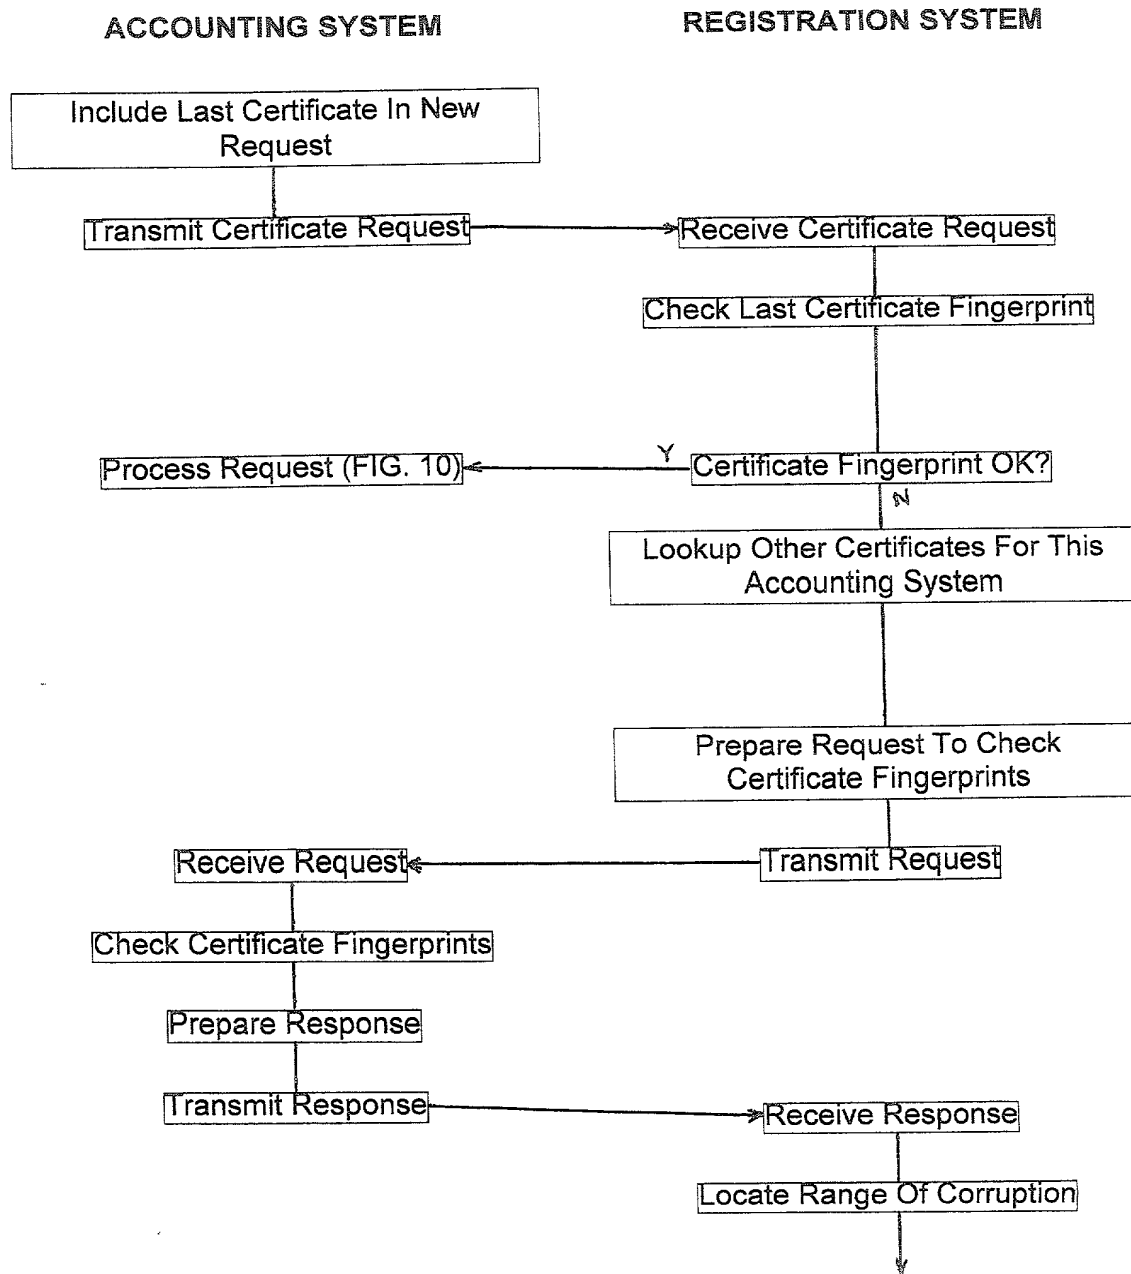 ACCOUNTING SYSTEM
REGISTRATION SYSTEM
Include Last Certificate In New
Request
Transmit Certificate Request
Receive Certificate Request
Check Last Certificate Fingerprint
Process Request (FIG. 10)
Y
Certificate Fingerprint OK?
N
Lookup Other Certificates For This
Accounting System
Prepare Request To Check
Certificate Fingerprints
Receive Request
Transmit Request
Check Certificate Fingerprints
Prepare Response
Transmit Response
Receive Response
Locate Range Of Corruption